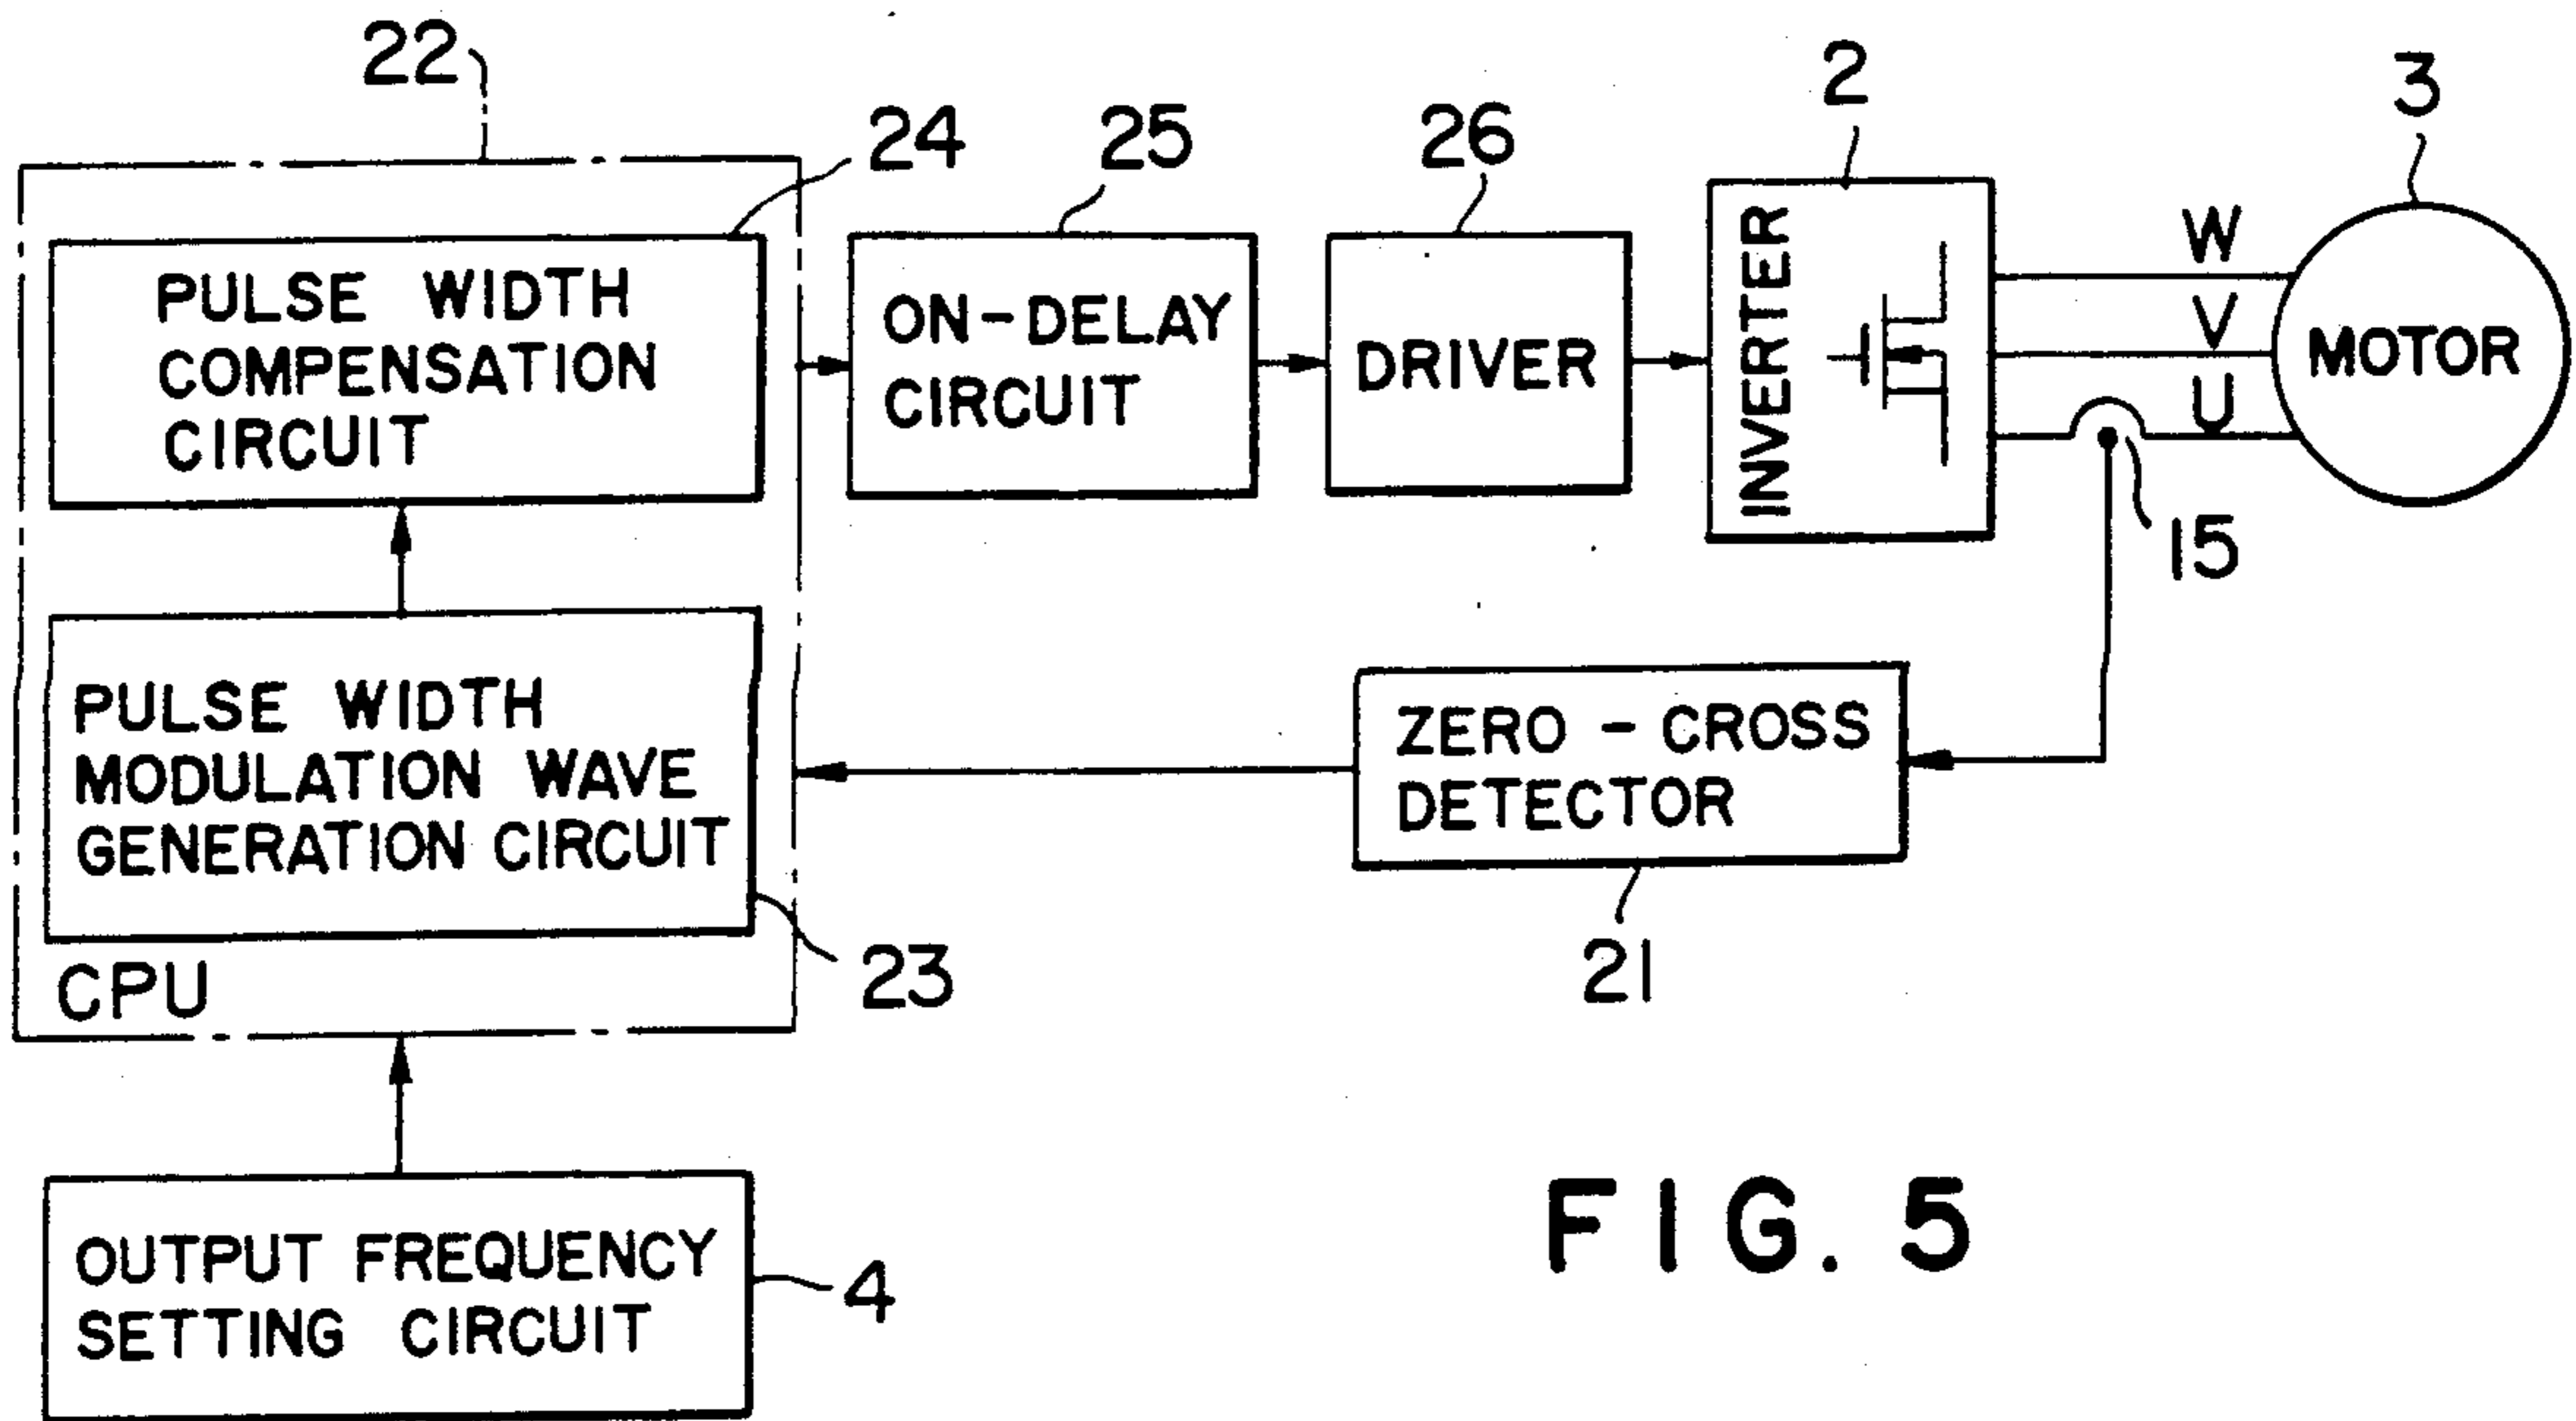 22
24
25
26
2
3
PULSE WIDTH
COMPENSATION
CIRCUIT
ON-DELAY
CIRCUIT
DRIVER
INVERTER
W
V
U
MOTOR
15
PULSE WIDTH
MODULATION WAVE
GENERATION CIRCUIT
23
CPU
ZERO - CROSS
DETECTOR
21
OUTPUT FREQUENCY
SETTING CIRCUIT
4
FIG. 5